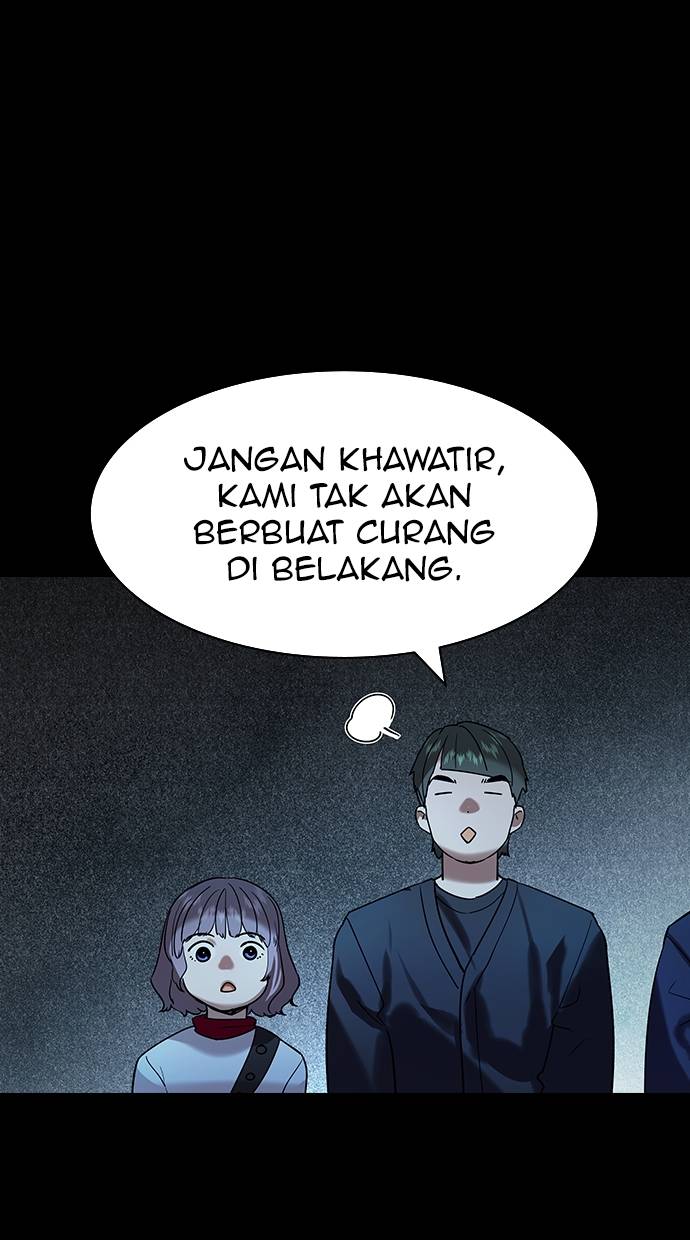 JANGAN KHAWATIR,
KAMI TAK AKAN
BERBUAT CURANG
DI BELAKANG.